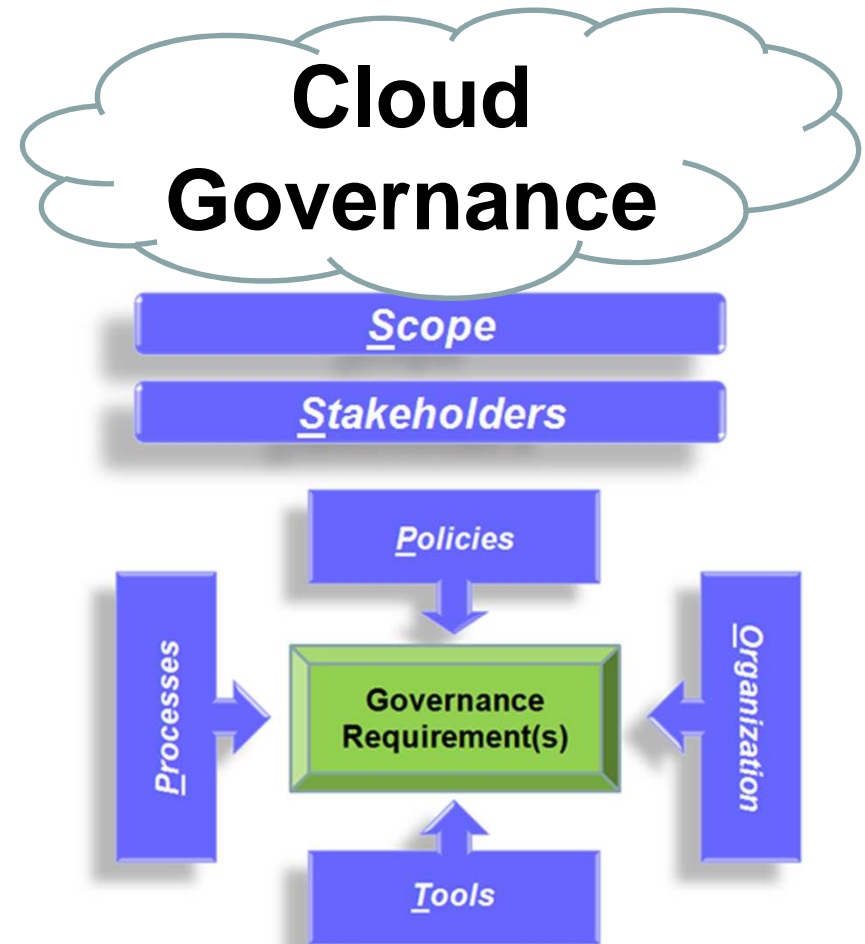 Cloud
Governance
Scope
Stakeholders
Policies
Processes
Governance
Requirement(s)
Organization
Tools